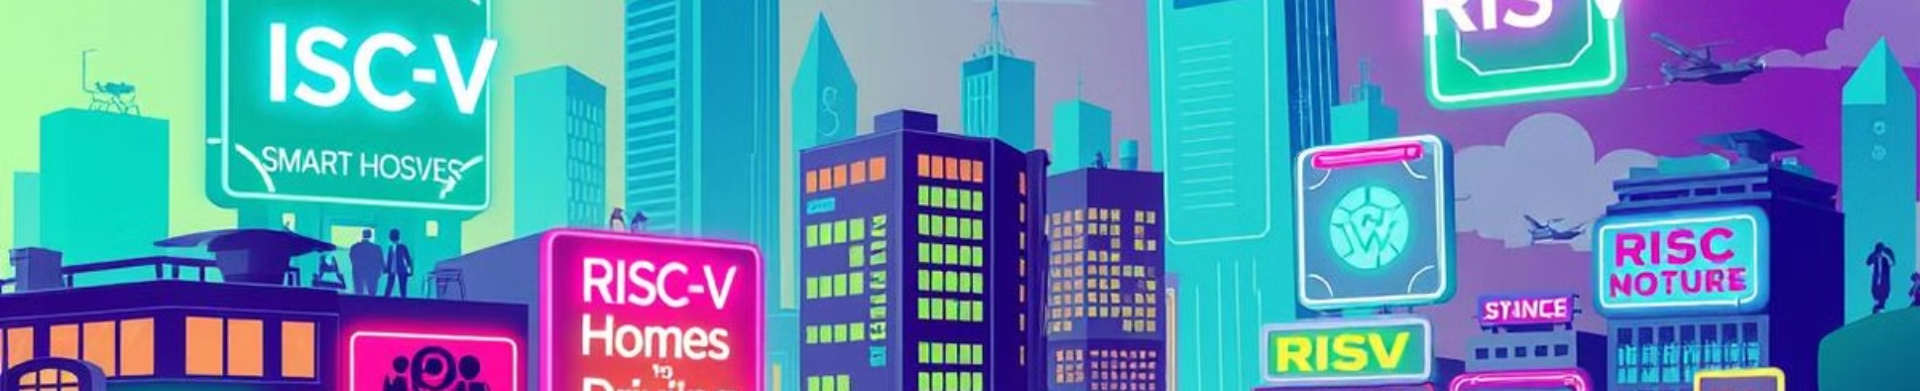 ISC-V
SMART HOSVES
RISC-V
Homes
RIS-V
RISC
NOTURE
STINCE
RISV